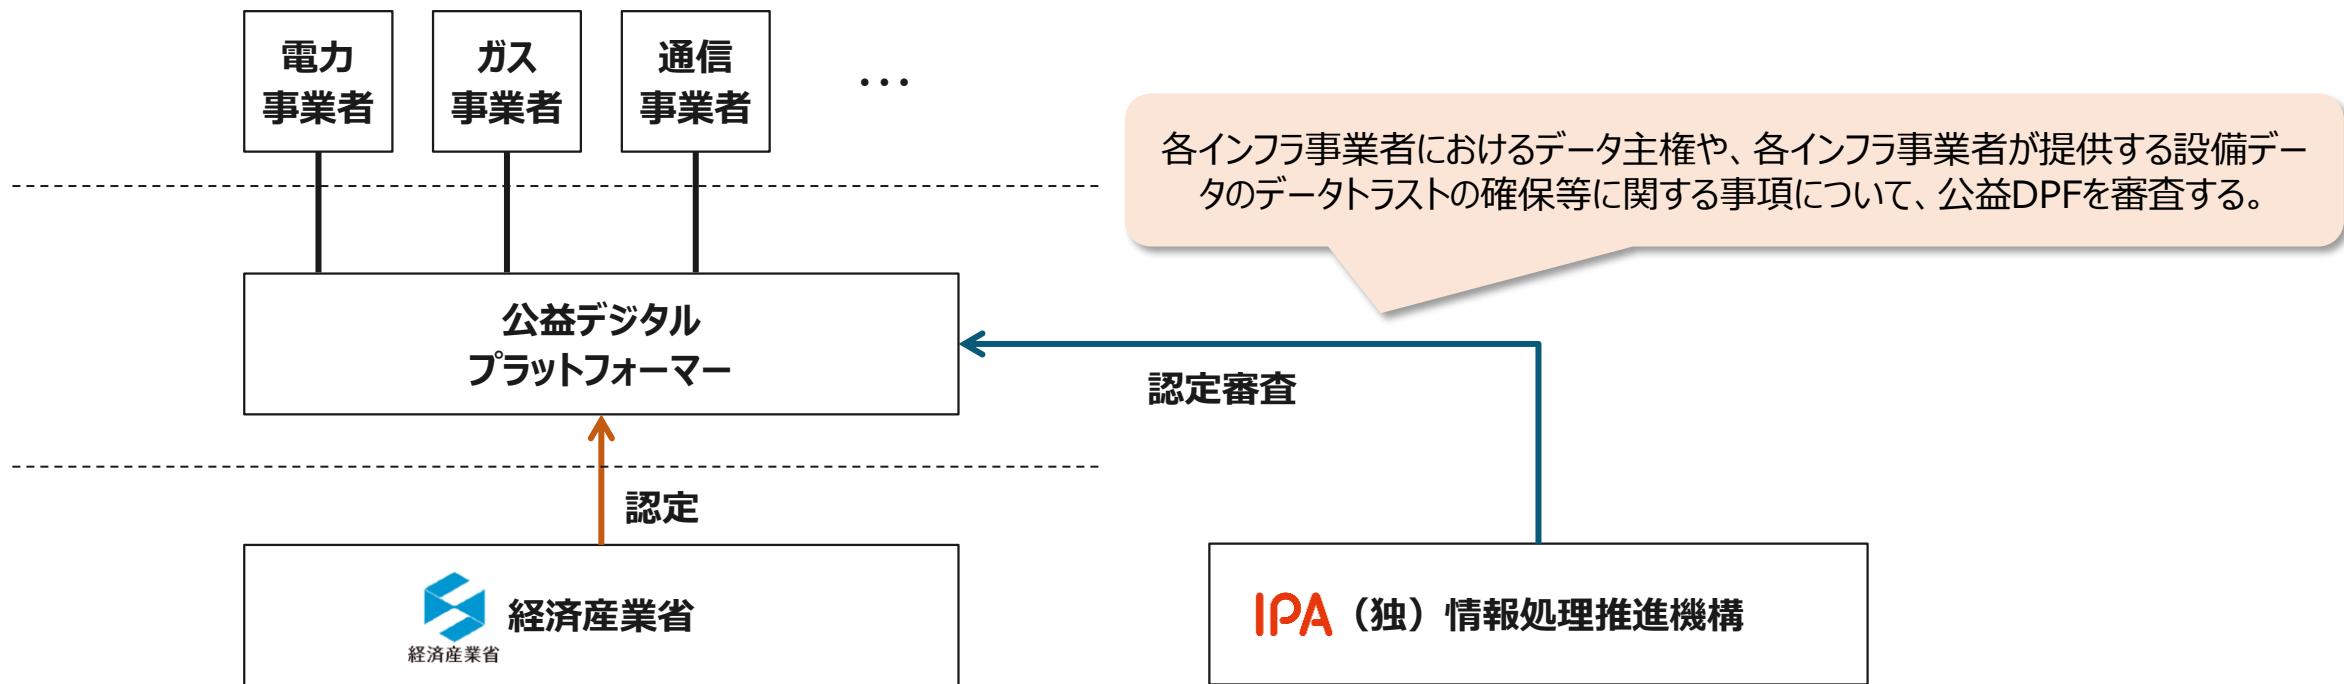 電力
事業者
ガス
事業者
通信
事業者
・・・
各インフラ事業者におけるデータ主権や、各インフラ事業者が提供する設備デー
タのデータトラストの確保等に関する事項について、公益DPFを審査する。
公益デジタル
プラットフォーマー
認定審査
認定
経済産業省
経済産業省
IPA（独）情報処理推進機構